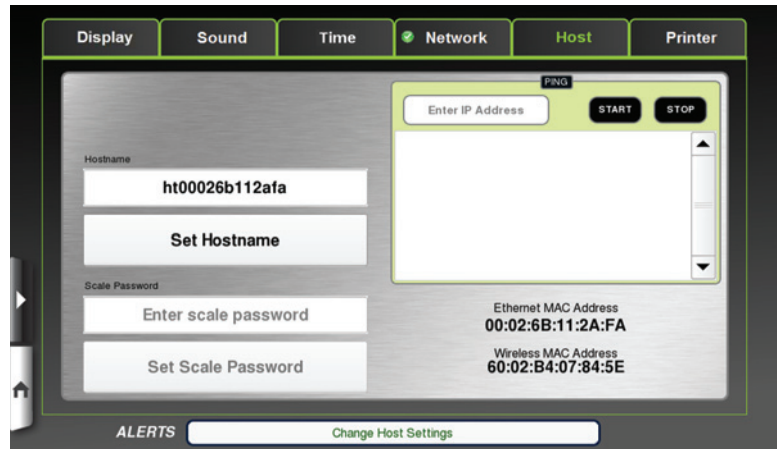 Display Sound Time Network Host Printer
PING
Enter IP Address START STOP
Hostname
ht00026b112afa
Set Hostname
Scale Password
Enter scale password
Set Scale Password
Ethernet MAC Address
00:02:6B:11:2A:FA
Wireless MAC Address
60:02:B4:07:84:5E
ALERTS Change Host Settings